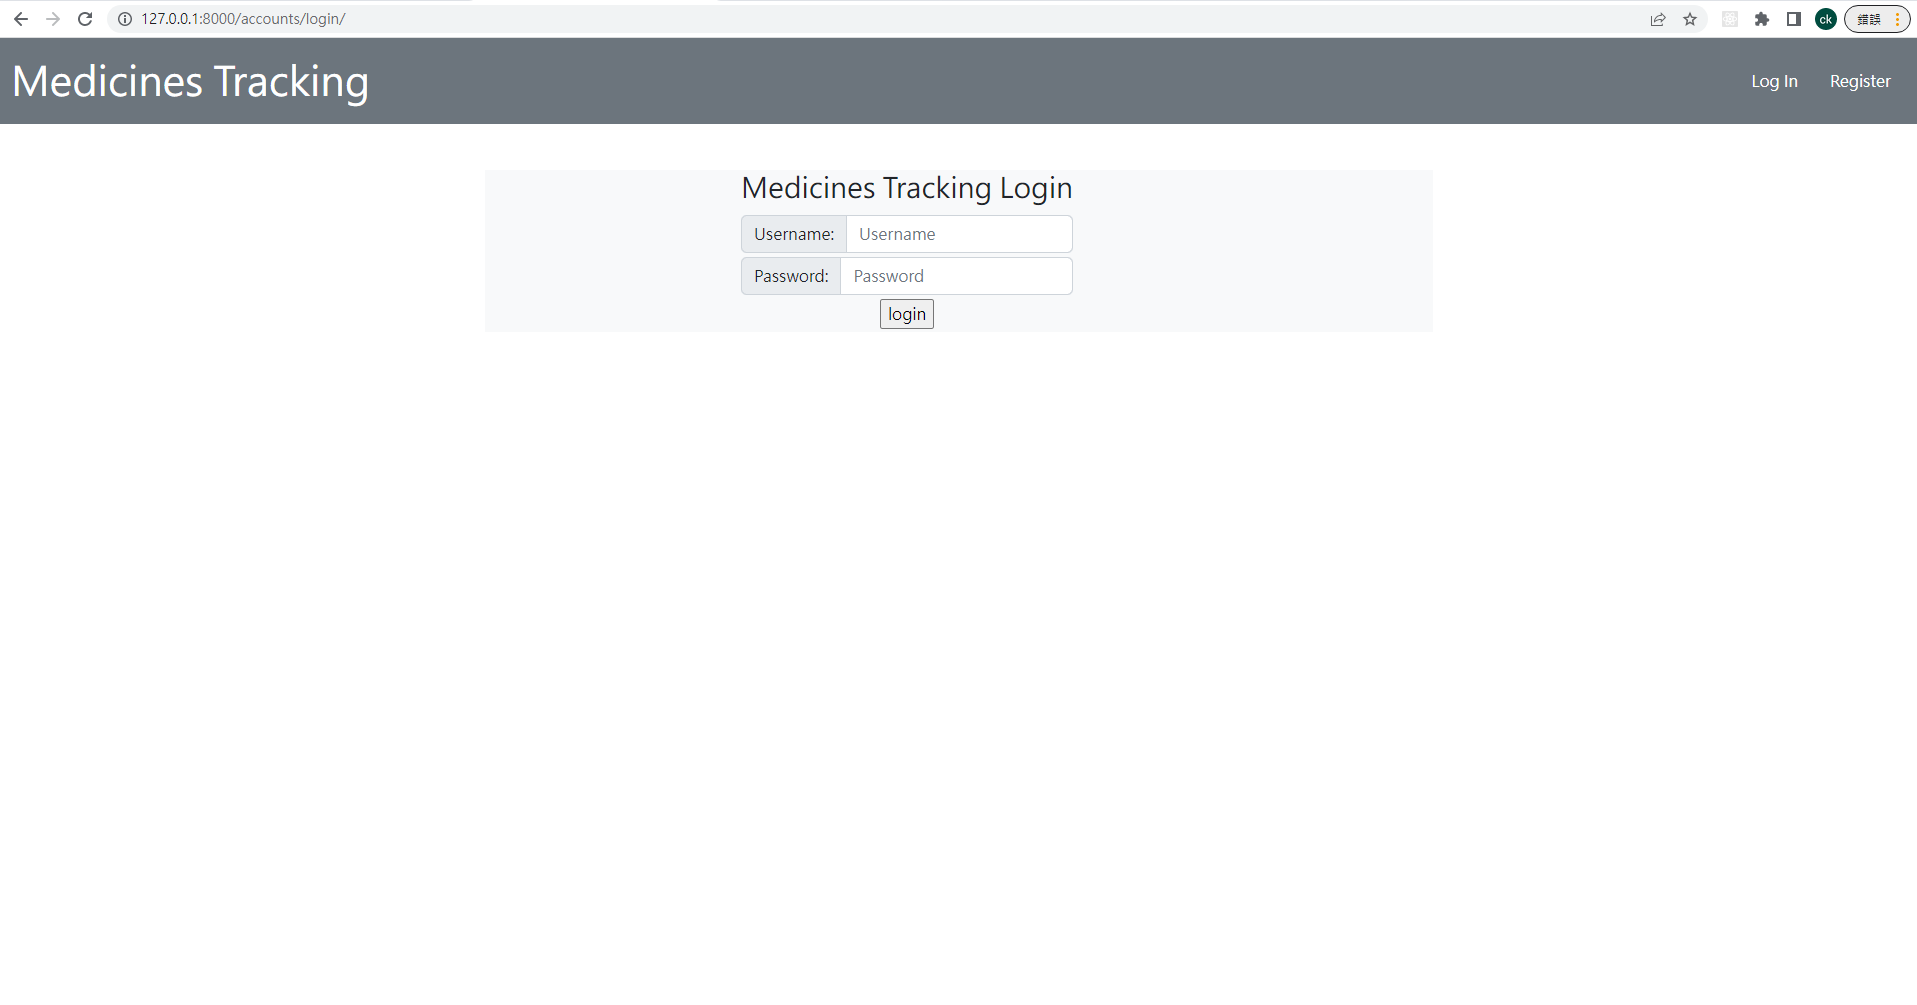 127.0.0.1:8000/accounts/login/
ck
錯誤
Medicines Tracking
Log In
Register
Medicines Tracking Login
Username:
Username
Password:
Password
login